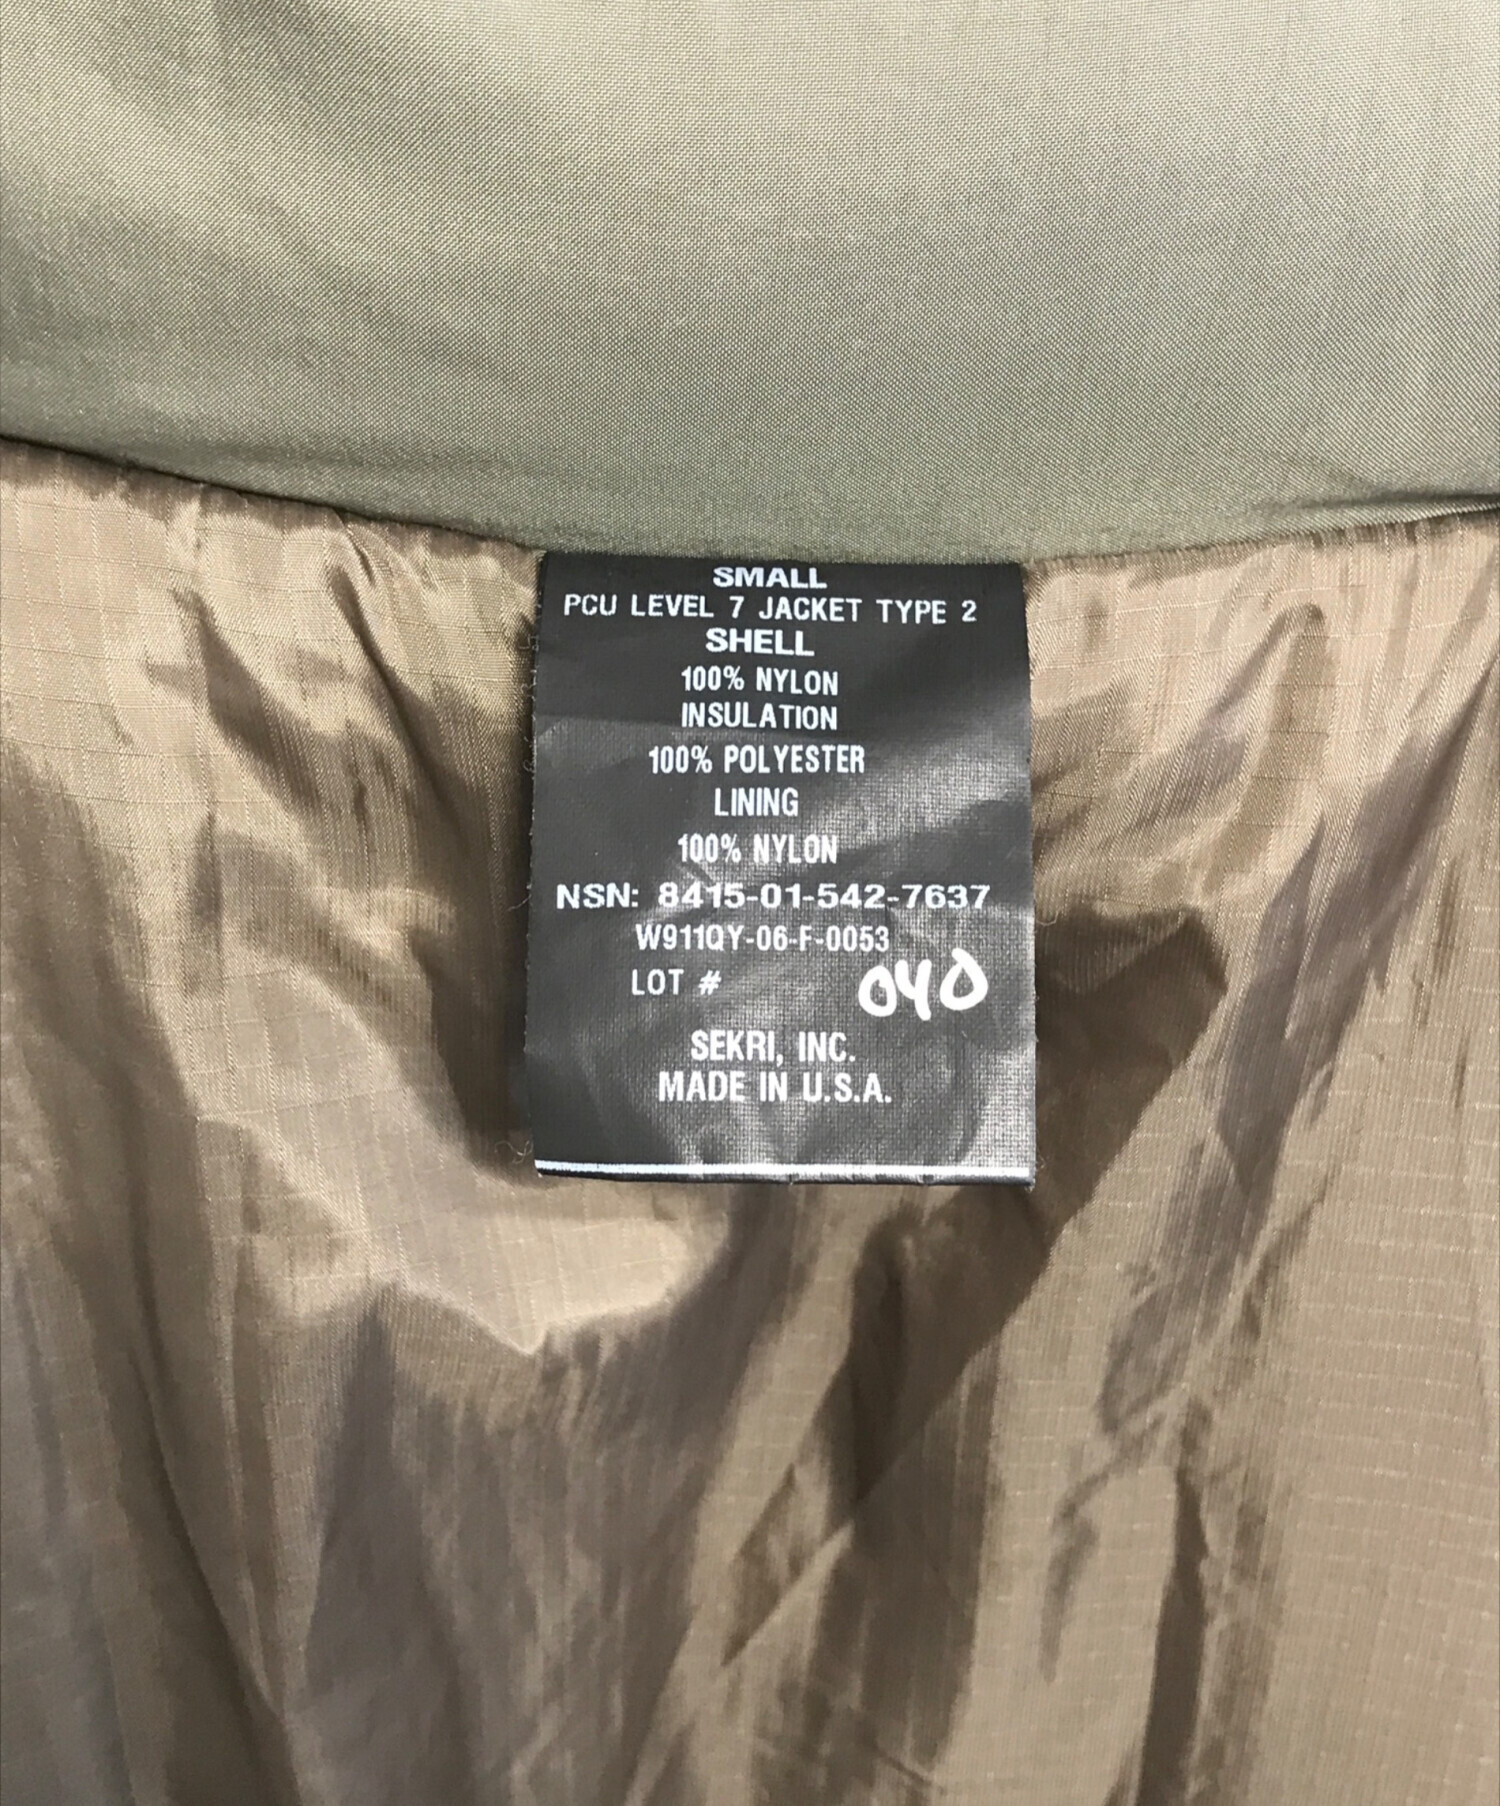 SMALL
PCU LEVEL 7 JACKET TYPE 2
SHELL
100% NYLON
INSULATION
100% POLYESTER
LINING
100% NYLON
NSN: 8415-01-542-7637
W911QY-06-F-0053
LOT # 040
SEKRI, INC.
MADE IN U.S.A.